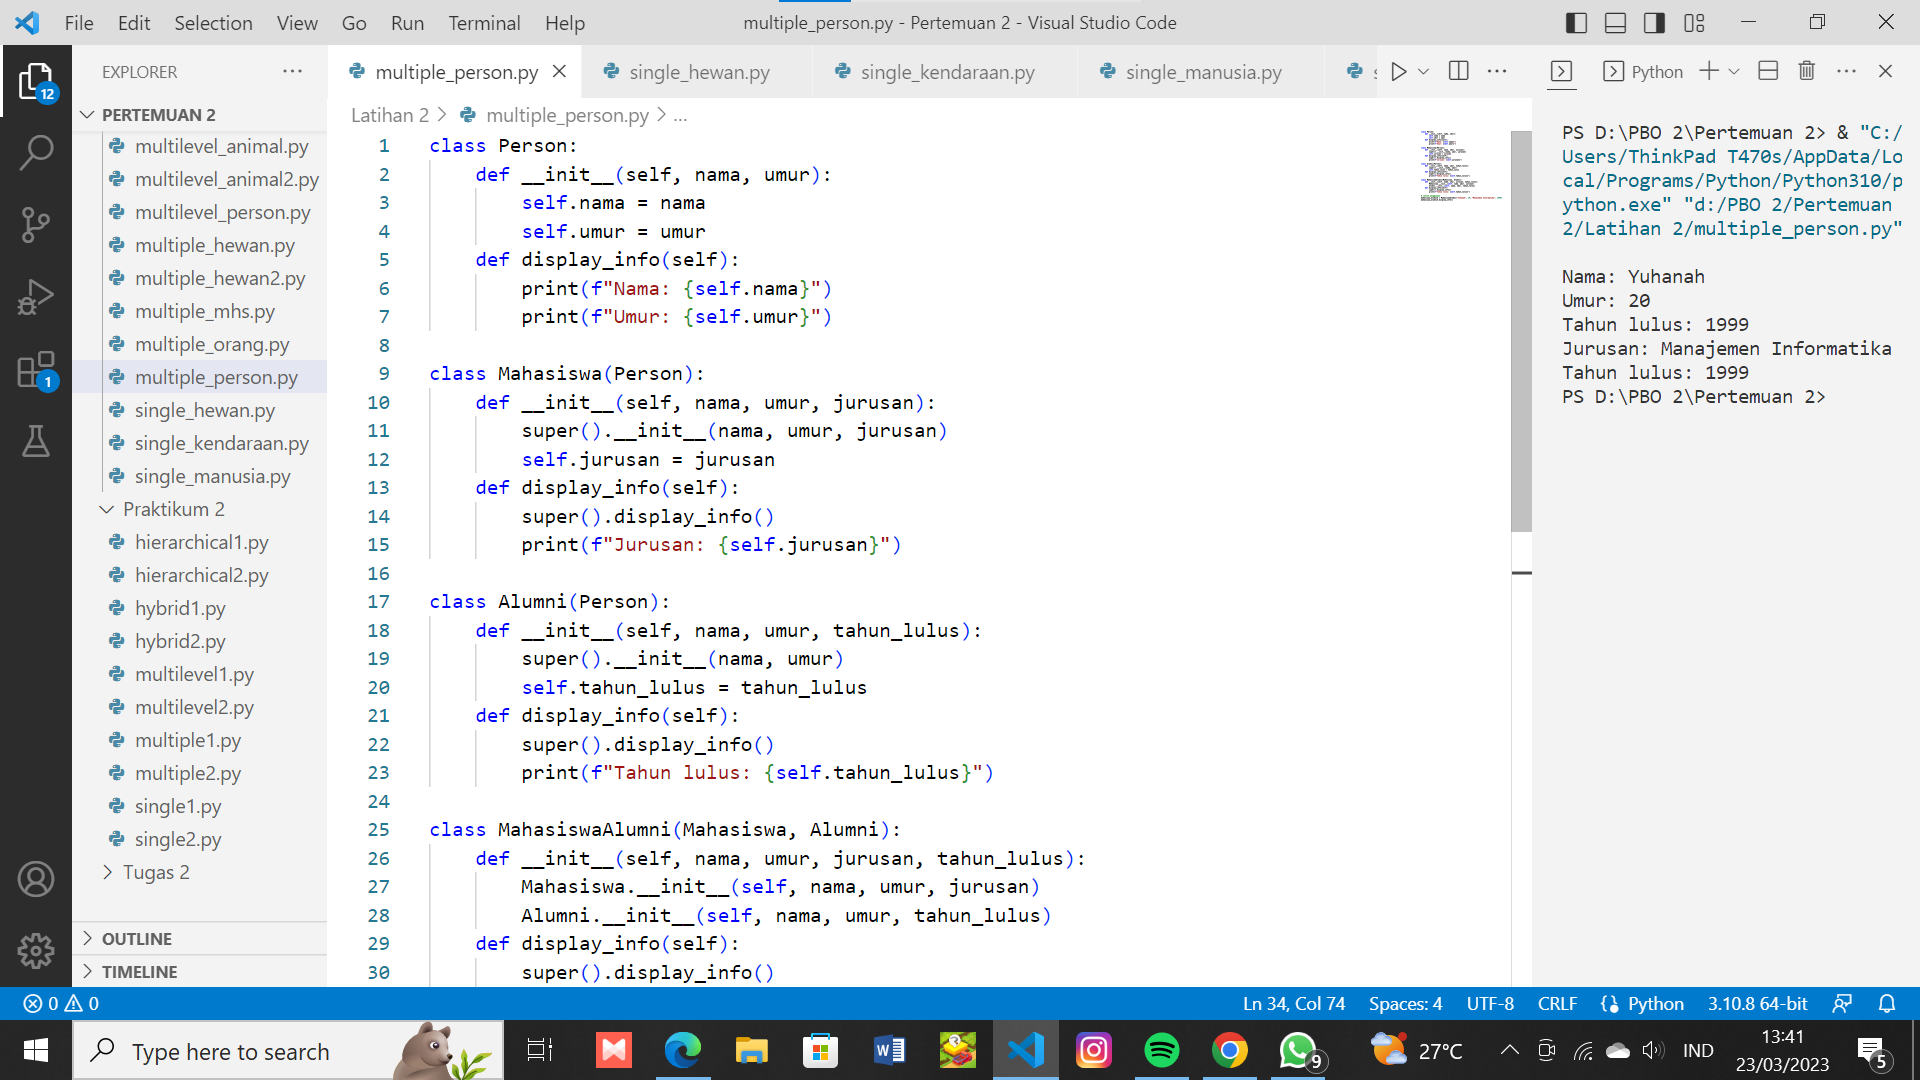 File Edit Selection View Go Run Terminal Help
multiple_person.py - Pertemuan 2 - Visual Studio Code
12
1
EXPLORER
PERTEMUAN 2
multilevel_animal.py
multilevel_animal2.py
multilevel_person.py
multiple_hewan.py
multiple_hewan2.py
multiple_mhs.py
multiple_orang.py
multiple_person.py
single_hewan.py
single_kendaraan.py
single_manusia.py
Praktikum 2
hierarchical1.py
hierarchical2.py
hybrid1.py
hybrid2.py
multilevel1.py
multilevel2.py
multiple1.py
multiple2.py
single1.py
single2.py
Tugas 2
OUTLINE
TIMELINE
multiple_person.py single_hewan.py single_kendaraan.py single_manusia.py
Latihan 2 > multiple_person.py > ...
1 class Person:
2     def __init__(self, nama, umur):
3         self.nama = nama
4         self.umur = umur
5     def display_info(self):
6         print(f"Nama: {self.nama}")
7         print(f"Umur: {self.umur}")
8
9 class Mahasiswa(Person):
10     def __init__(self, nama, umur, jurusan):
11         super().__init__(nama, umur, jurusan)
12         self.jurusan = jurusan
13     def display_info(self):
14         super().display_info()
15         print(f"Jurusan: {self.jurusan}")
16
17 class Alumni(Person):
18     def __init__(self, nama, umur, tahun_lulus):
19         super().__init__(nama, umur)
20         self.tahun_lulus = tahun_lulus
21     def display_info(self):
22         super().display_info()
23         print(f"Tahun lulus: {self.tahun_lulus}")
24
25 class MahasiswaAlumni(Mahasiswa, Alumni):
26     def __init__(self, nama, umur, jurusan, tahun_lulus):
27         Mahasiswa.__init__(self, nama, umur, jurusan)
28         Alumni.__init__(self, nama, umur, tahun_lulus)
29     def display_info(self):
30         super().display_info()
Python
PS D:\PBO 2\Pertemuan 2> & "C:/
Users/ThinkPad T470s/AppData/Lo
cal/Programs/Python/Python310/p
ython.exe" "d:/PBO 2/Pertemuan
2/Latihan 2/multiple_person.py"
Nama: Yuhanah
Umur: 20
Tahun lulus: 1999
Jurusan: Manajemen Informatika
Tahun lulus: 1999
PS D:\PBO 2\Pertemuan 2>
0 0
Ln 34, Col 74 Spaces: 4 UTF-8 CRLF Python 3.10.8 64-bit
Type here to search
9
27°C
IND
13:41
23/03/2023
5